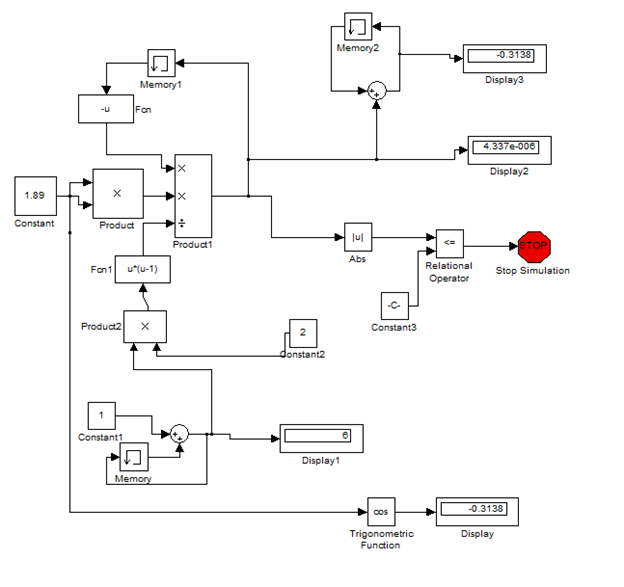 Memory2
-0.3138
Display3
Memory1
-u
Fcn
4.337e-006
Display2
1.89
Constant
×
Product
×
×
÷
Product1
|u|
Abs
<=
Relational
Operator
STOP
Stop Simulation
Fcn1
u*(u-1)
-C-
Constant3
Product2
×
2
Constant2
1
Constant1
+
+
Memory
6
Display1
+
+
cos
Trigonometric
Function
-0.3138
Display